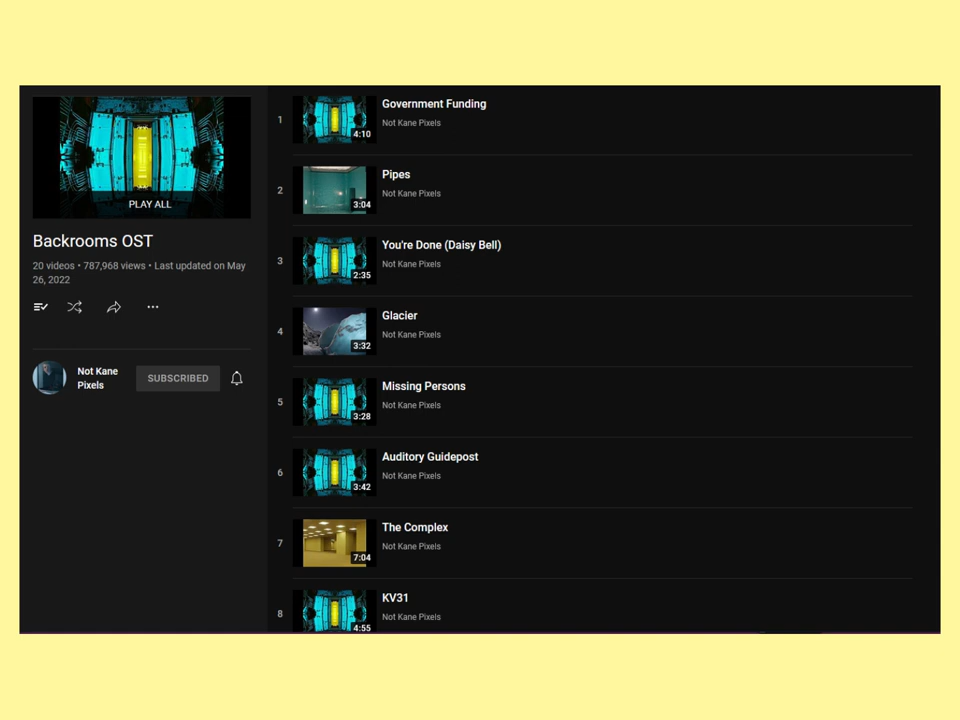 PLAY ALL
Backrooms OST
20 videos • 787,968 views • Last updated on May
26, 2022
Not Kane
Pixels
SUBSCRIBED
1
4:10
Government Funding
Not Kane Pixels
2
3:04
Pipes
Not Kane Pixels
3
2:35
You're Done (Daisy Bell)
Not Kane Pixels
4
3:32
Glacier
Not Kane Pixels
5
3:28
Missing Persons
Not Kane Pixels
6
3:42
Auditory Guidepost
Not Kane Pixels
7
7:04
The Complex
Not Kane Pixels
8
4:55
KV31
Not Kane Pixels